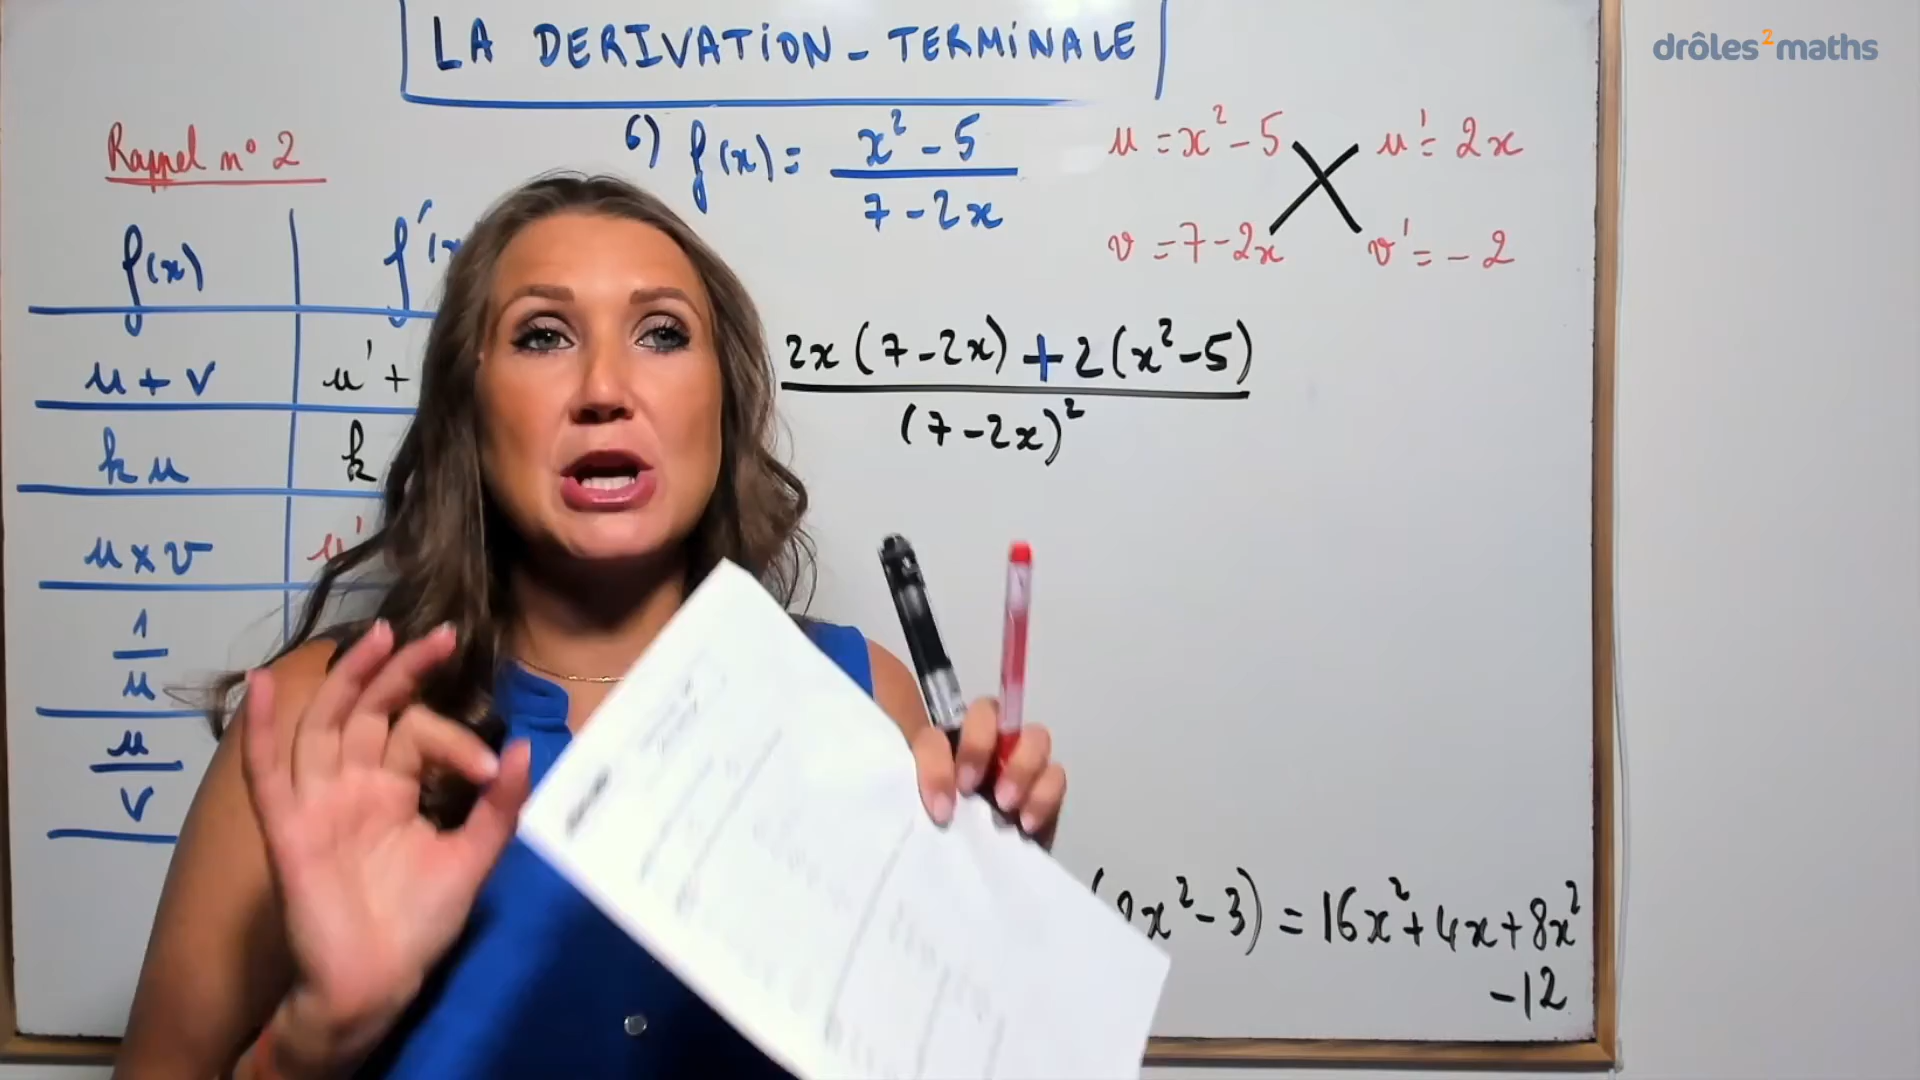 LA DERIVATION - TERMINALE
drôles2maths
Rappel n° 2
6) f(x) = x² - 5
7 - 2x
u = x² - 5
u' = 2x
v = 7 - 2x
v' = - 2
f(x)
f'(x
u + v
u' +
k u
k
u × v
u'
1
u
u
v
2x (7 - 2x) + 2 (x² - 5)
(7 - 2x)²
x² - 3) = 16x² + 4x + 8x²
- 12